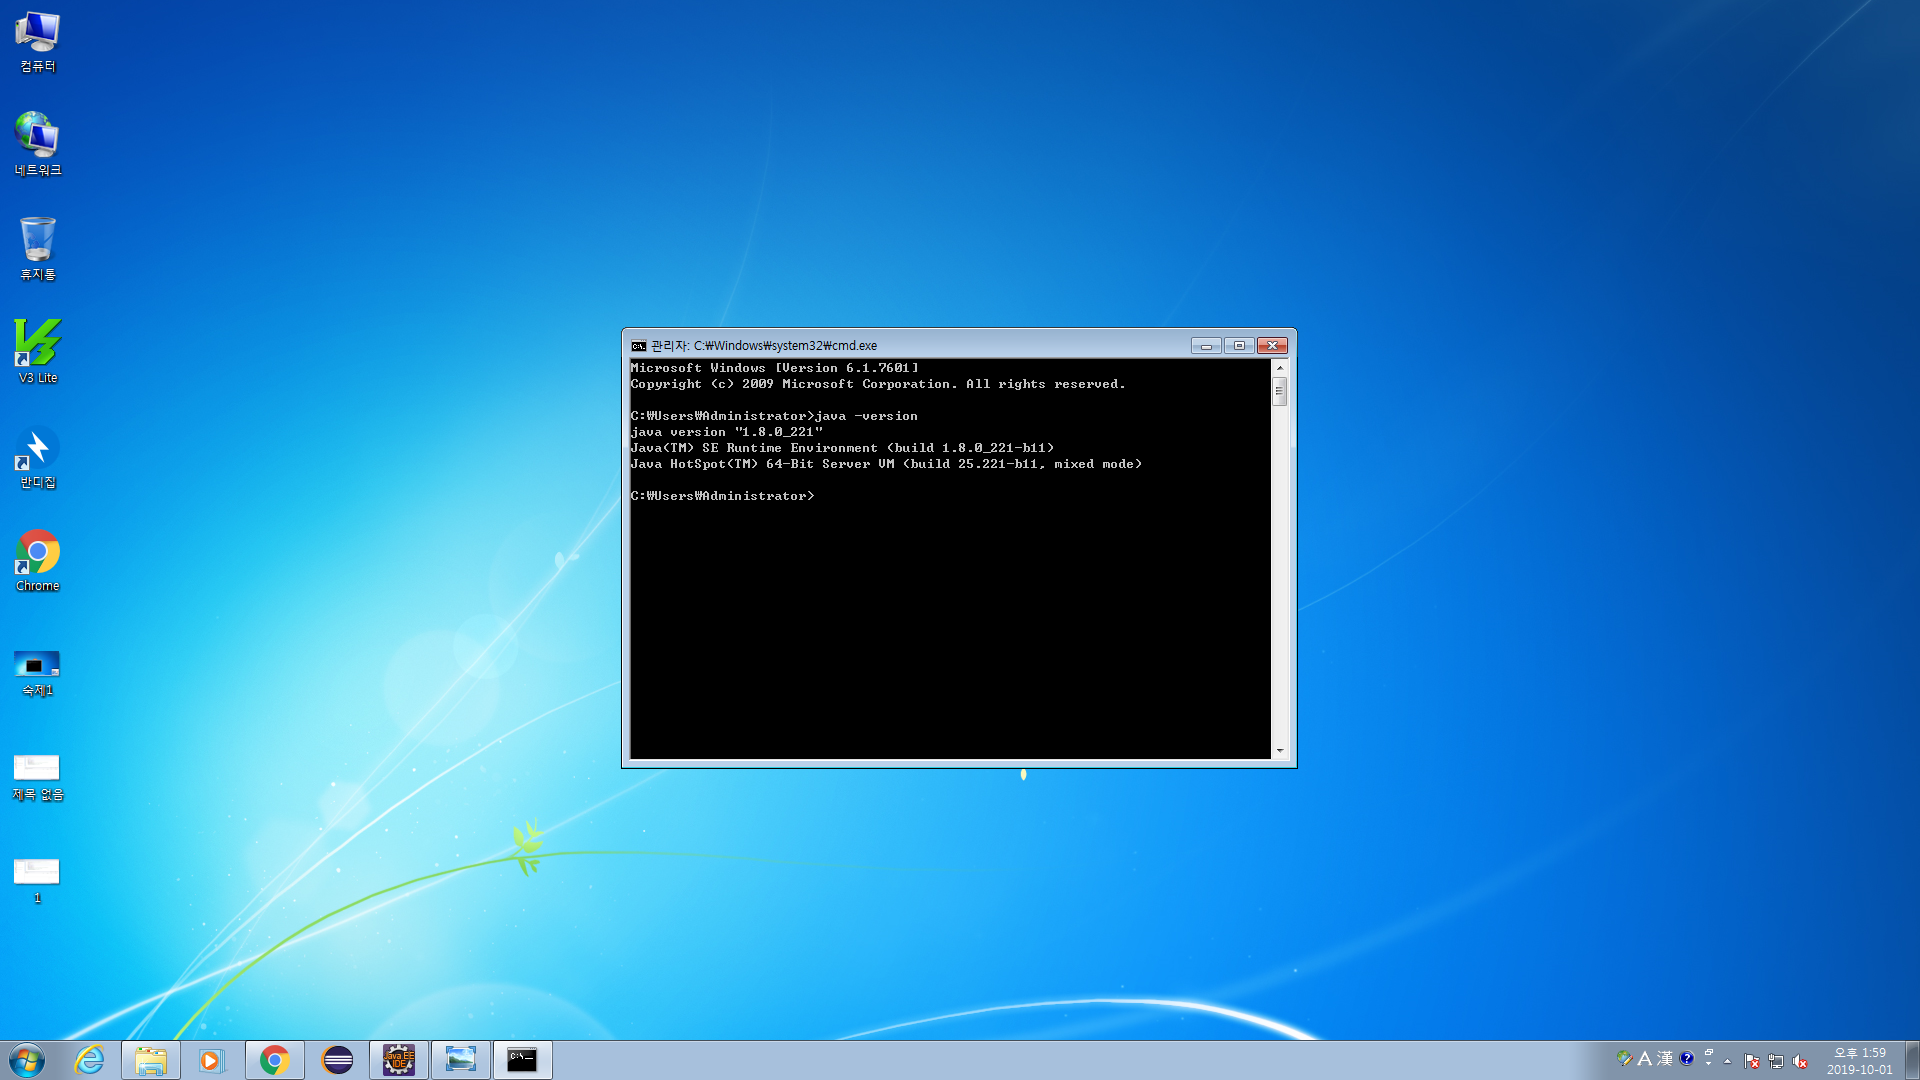 컴퓨터
네트워크
휴지통
V3 Lite
반디집
Chrome
숙제1
제목 없음
1
관리자: C:₩Windows₩system32₩cmd.exe
Microsoft Windows [Version 6.1.7601]
Copyright (c) 2009 Microsoft Corporation. All rights reserved.
C:₩Users₩Administrator>java -version
java version "1.8.0_221"
Java(TM) SE Runtime Environment (build 1.8.0_221-b11)
Java HotSpot(TM) 64-Bit Server VM (build 25.221-b11, mixed mode)
C:₩Users₩Administrator>
Java EE
IDE
A 漢
오후 1:59
2019-10-01